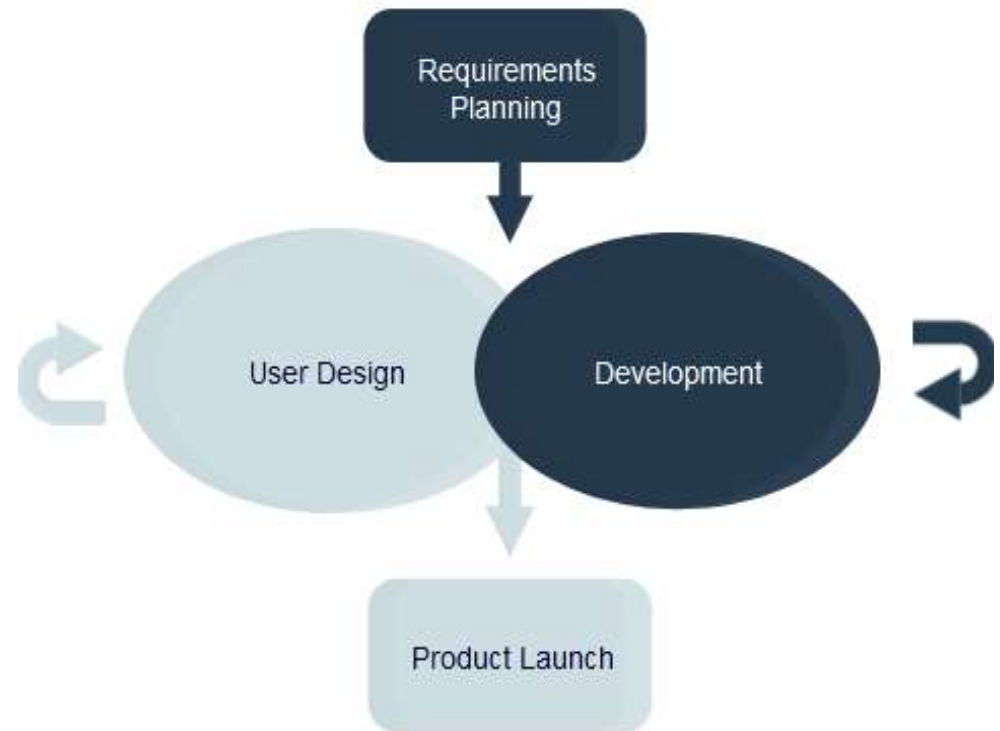 Requirements
Planning
User Design
Development
Product Launch